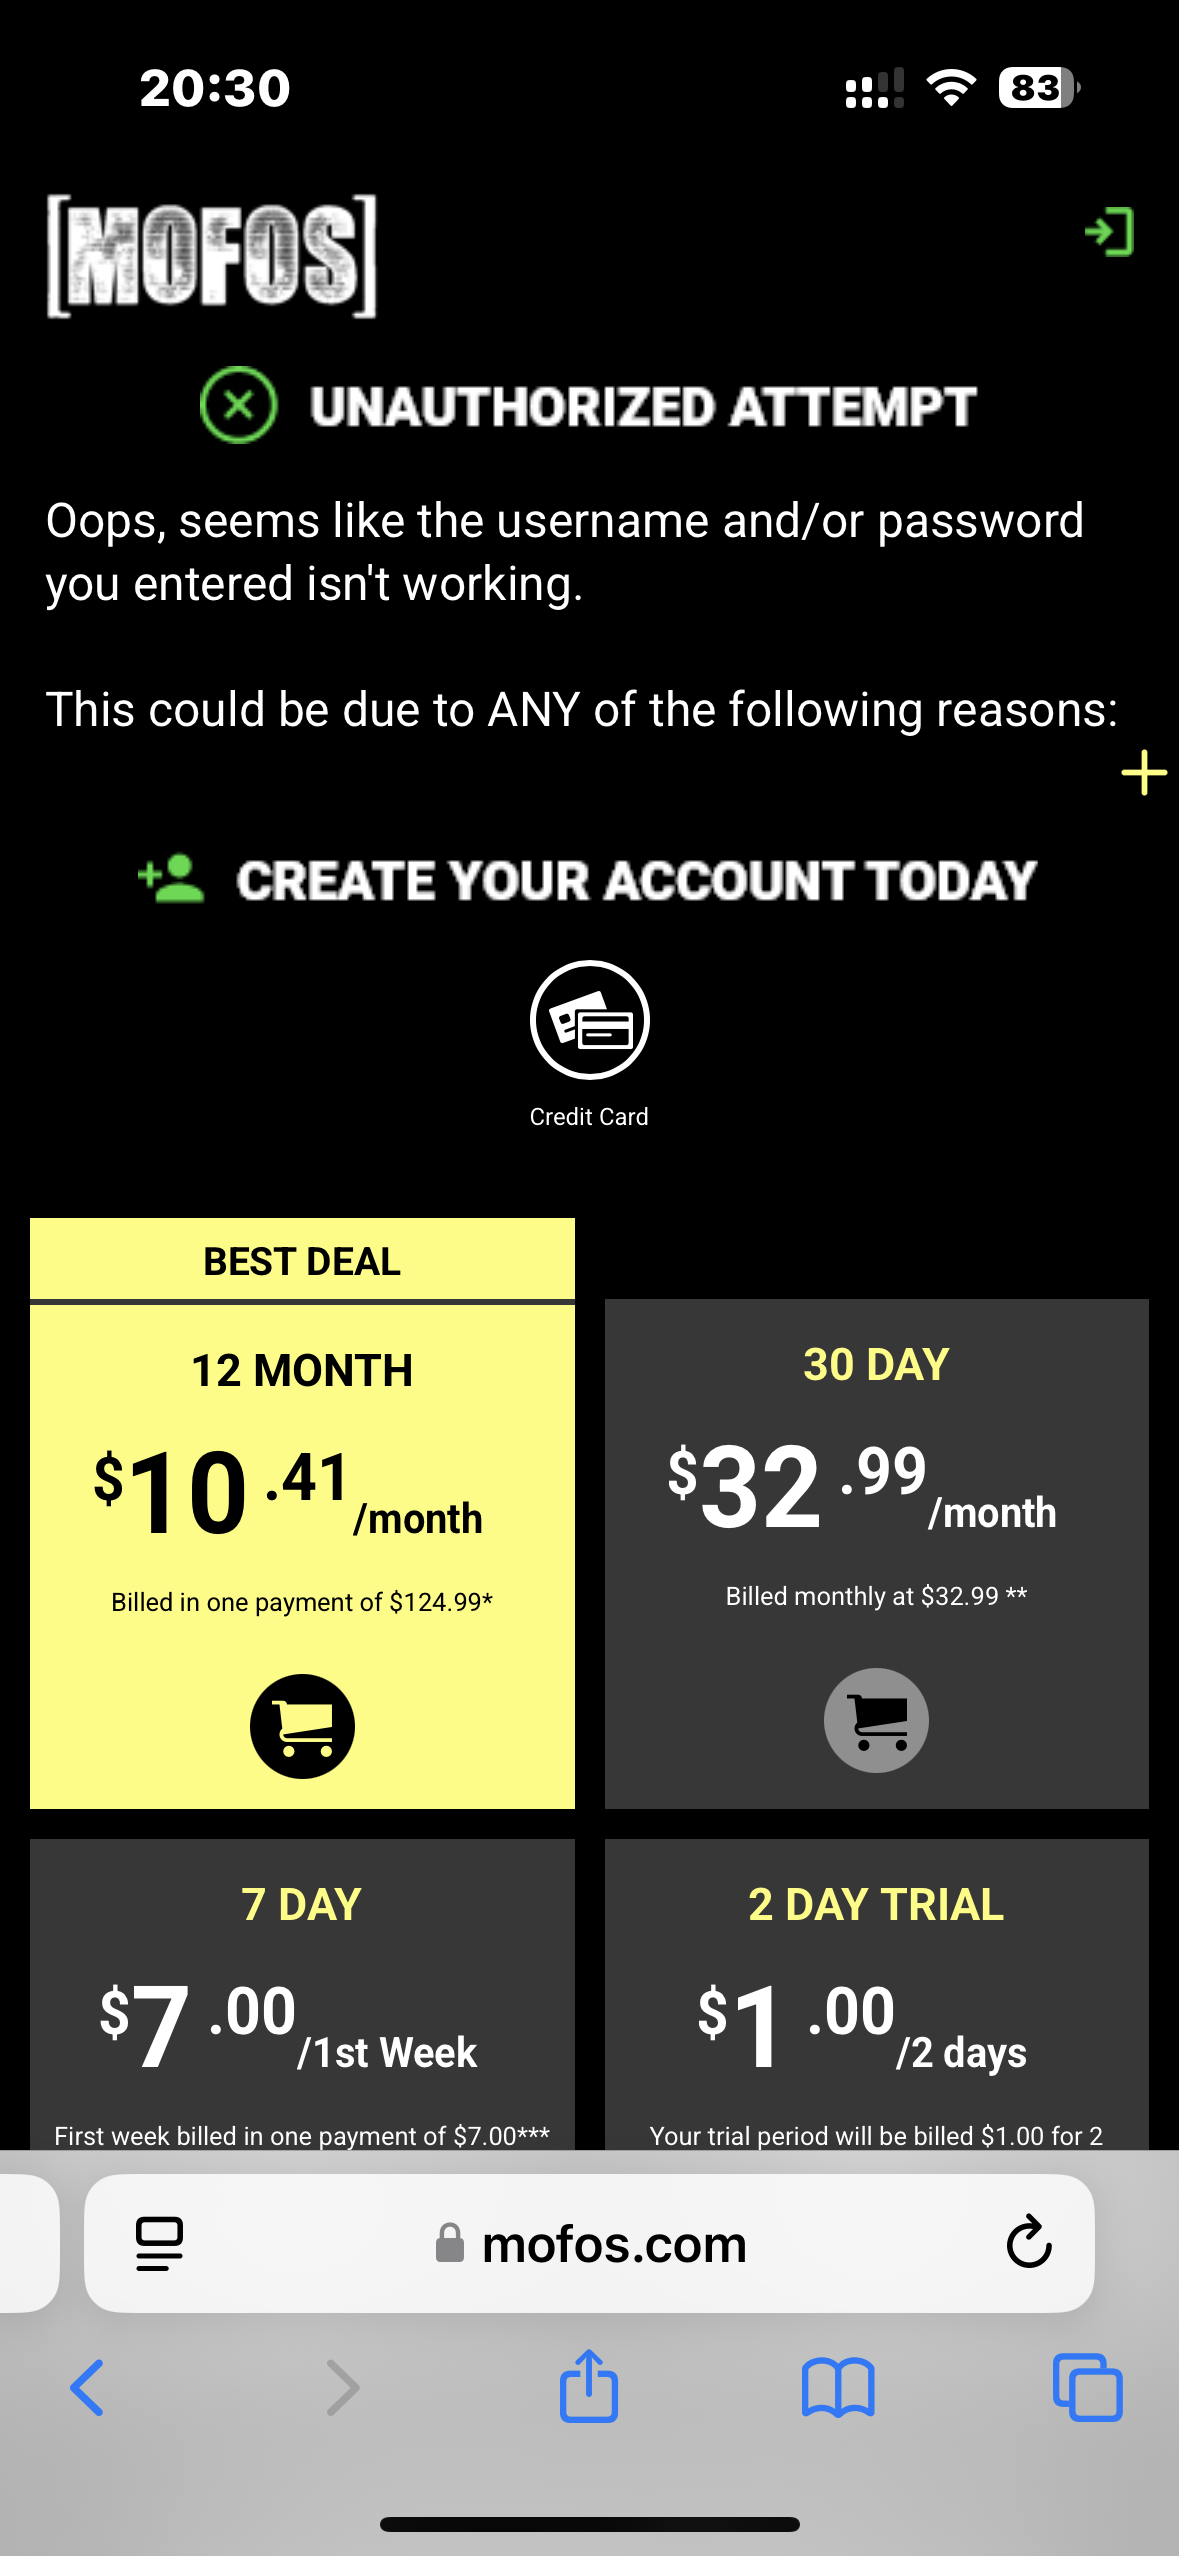 20:30
83
[MOFOS]
UNAUTHORIZED ATTEMPT
Oops, seems like the username and/or password
you entered isn't working.
This could be due to ANY of the following reasons:
+
CREATE YOUR ACCOUNT TODAY
Credit Card
BEST DEAL
12 MONTH
$10.41/month
Billed in one payment of $124.99*
30 DAY
$32.99/month
Billed monthly at $32.99 **
7 DAY
$7.00/1st Week
First week billed in one payment of $7.00***
2 DAY TRIAL
$1.00/2 days
Your trial period will be billed $1.00 for 2
mofos.com